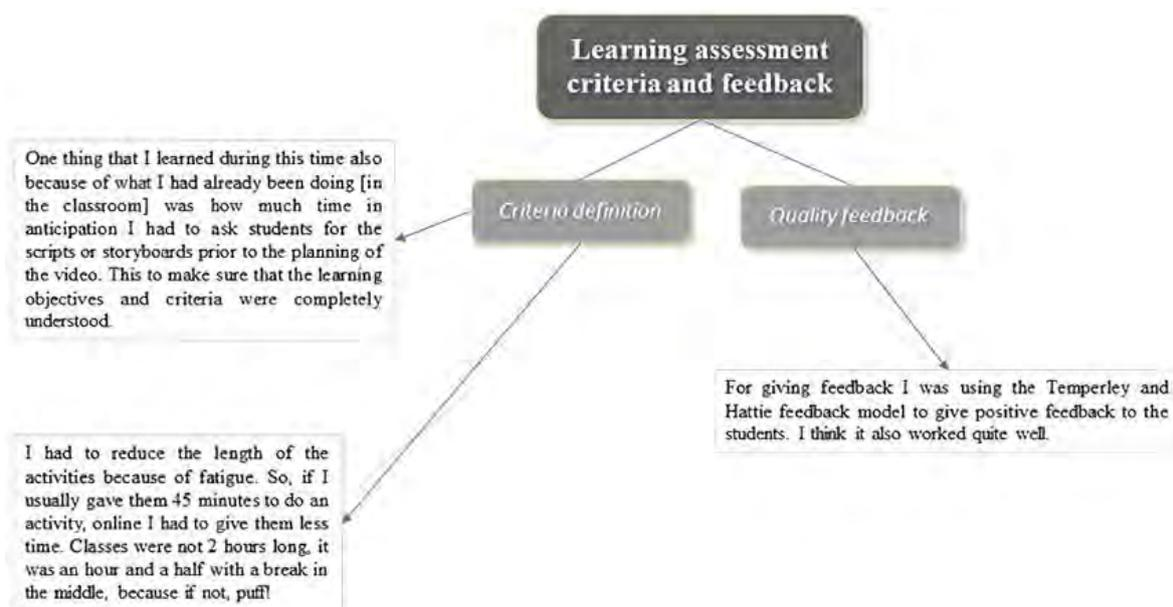 Learning assessment
criteria and feedback
Criteria definition
Quality feedback
One thing that I learned during this time also
because of what I had already been doing [in
the classroom] was how much time in
anticipation I had to ask students for the
scripts or storyboards prior to the planning of
the video. This to make sure that the learning
objectives and criteria were completely
understood.
For giving feedback I was using the Temperley and
Hattie feedback model to give positive feedback to the
students. I think it also worked quite well.
I had to reduce the length of the
activities because of fatigue. So, if I
usually gave them 45 minutes to do an
activity, online I had to give them less
time. Classes were not 2 hours long, it
was an hour and a half with a break in
the middle, because if not, puff!